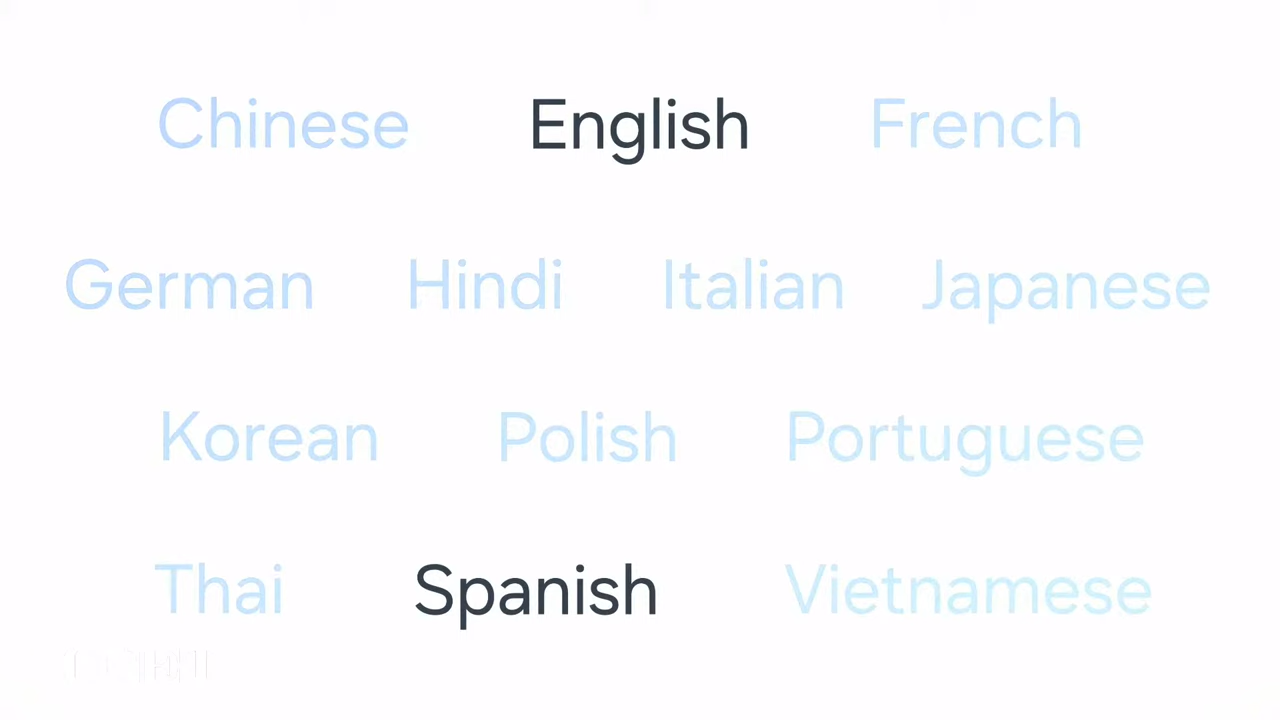 Chinese English French
German Hindi Italian Japanese
Korean Polish Portuguese
Thai Spanish Vietnamese